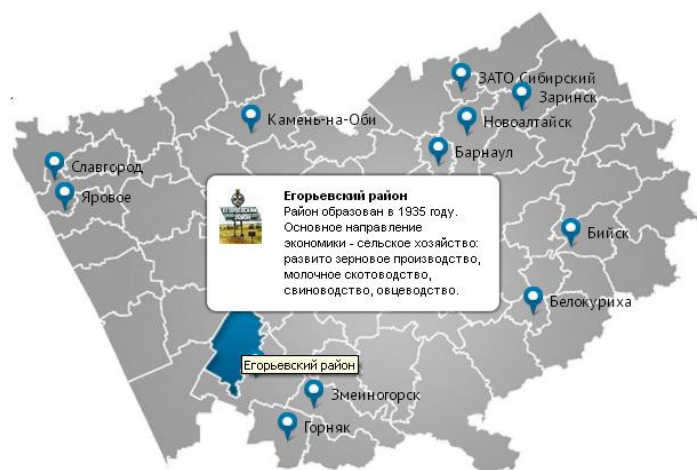 ЗАТО Сибирский
Заринск
Камень-на-Оби
Новоалтайск
Барнаул
Славгород
Яровое
Егорьевский район
Район образован в 1935 году.
Основное направление
экономики - сельское хозяйство:
развито зерновое производство,
молочное скотоводство,
свиноводство, овцеводство.
Бийск
Белокуриха
Егорьевский район
Змеиногорск
Горняк